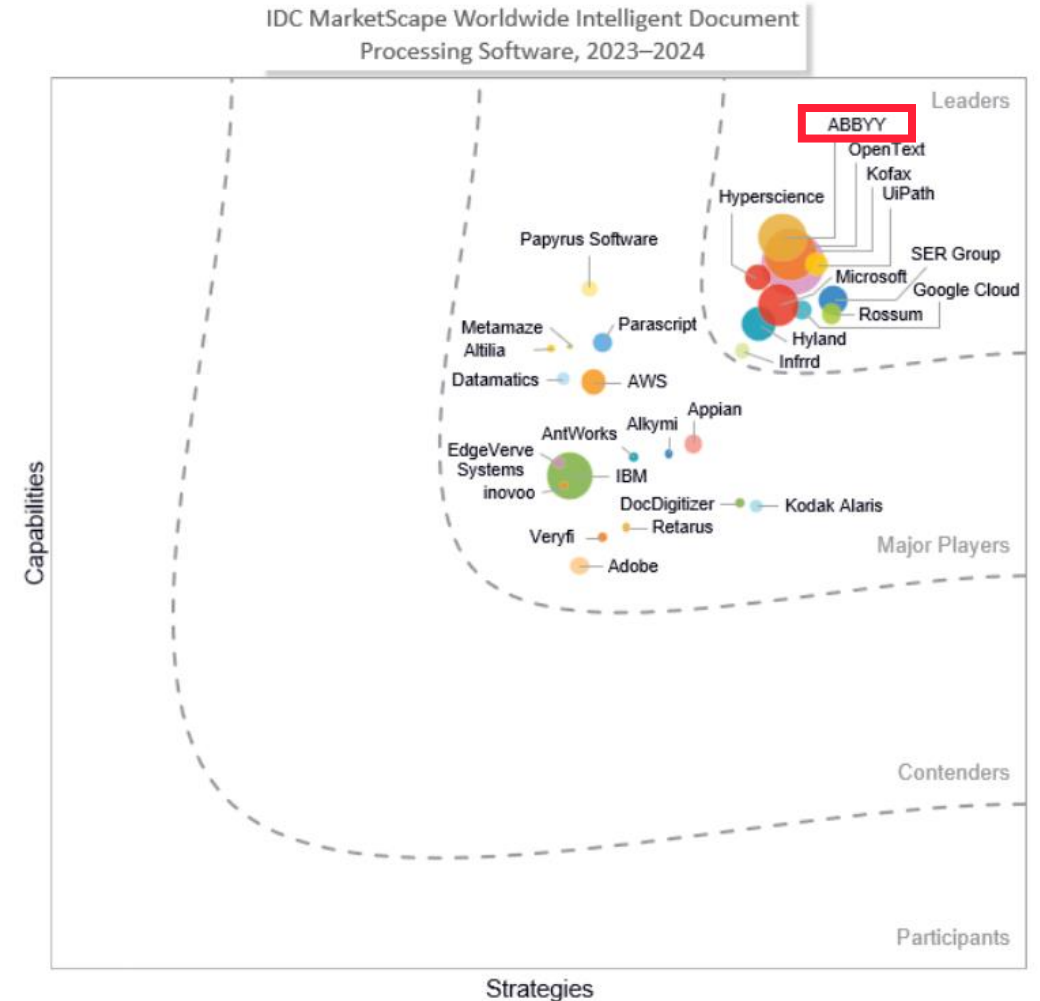 IDC MarketScape Worldwide Intelligent Document
Processing Software, 2023–2024
Leaders
ABBYY
OpenText
Kofax
UiPath
Hyperscience
Papyrus Software
SER Group
Microsoft
Google Cloud
Rossum
Metamaze
Parascript
Altilia
Hyland
Infrrd
Datamatics
AWS
Appian
Alkymi
AntWorks
EdgeVerve
Systems
IBM
inovoo
DocDigitizer
Kodak Alaris
Retarus
Veryfi
Major Players
Adobe
Capabilities
Contenders
Participants
Strategies